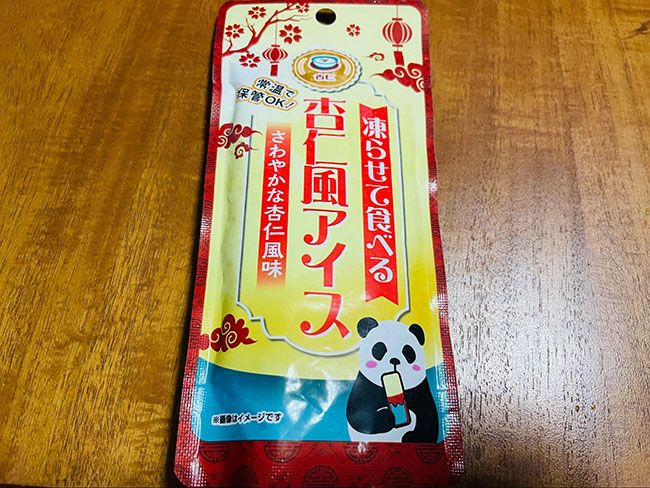 杏仁
常温で
保管OK!
凍らせて食べる
杏仁風アイス
さわやかな杏仁風味
※画像はイメージです